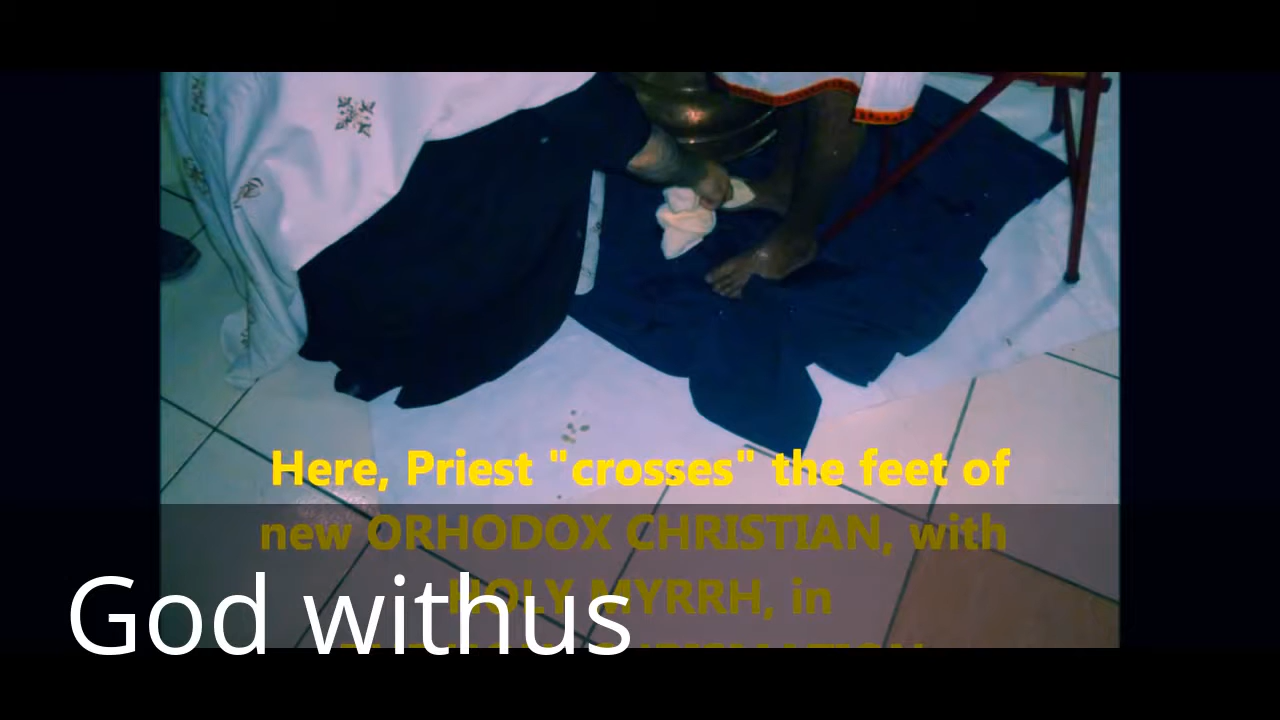 Here, Priest "crosses" the feet of
new ORHODOX CHRISTIAN, with
HOLY MYRRH, in
God withus